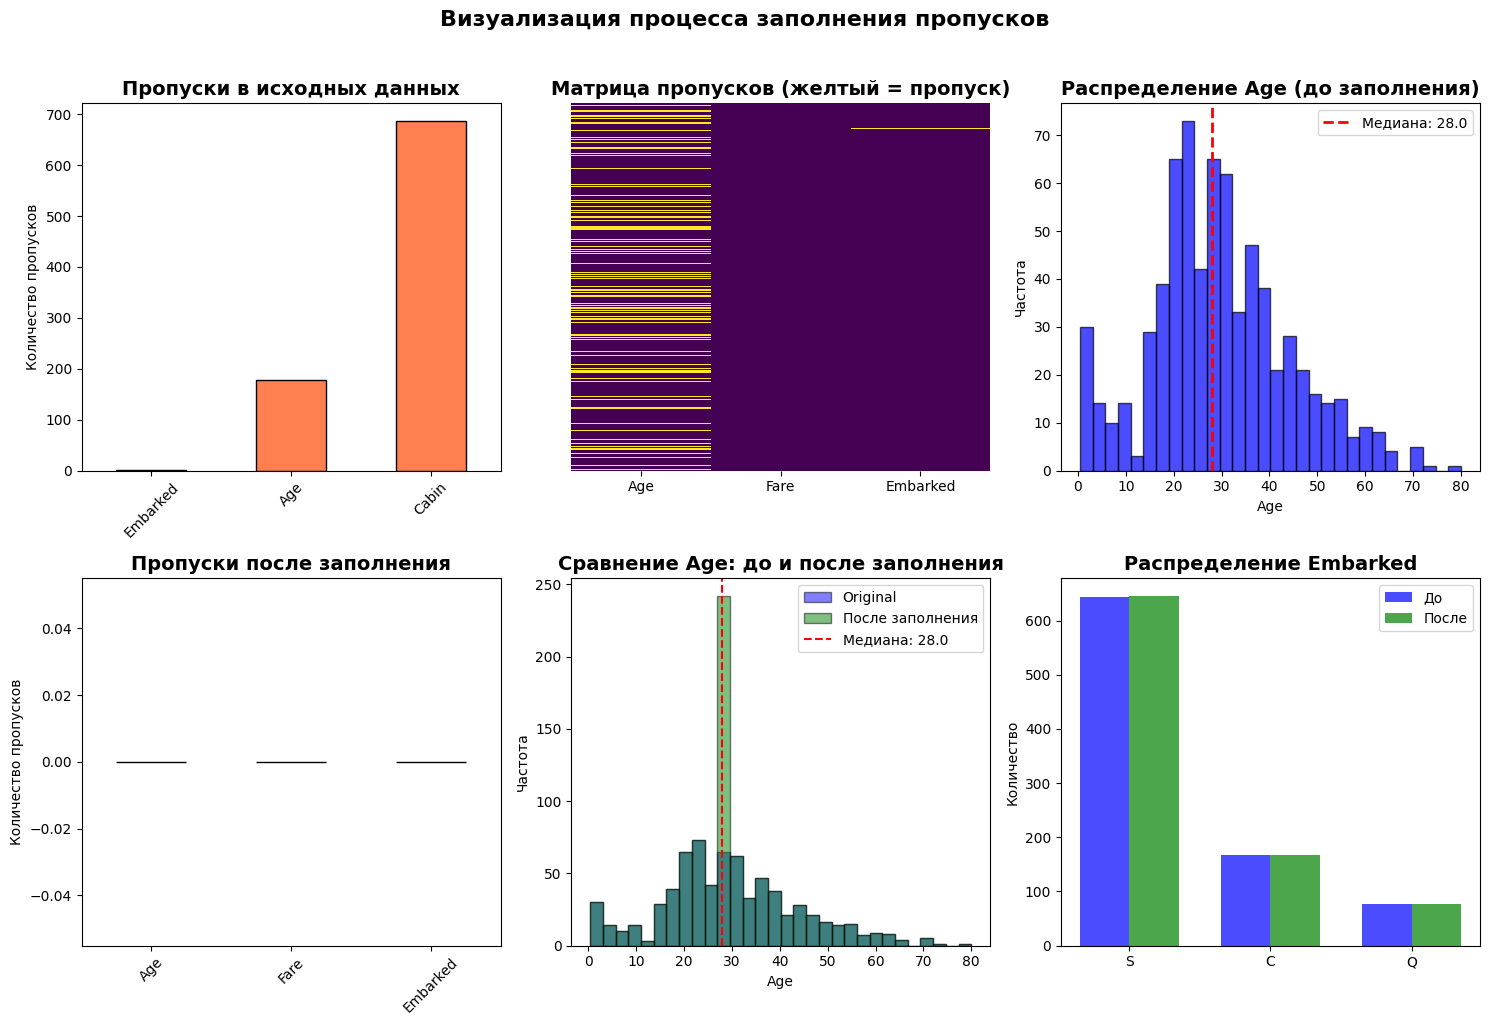 Визуализация процесса заполнения пропусков
Пропуски в исходных данных
Количество пропусков
700
600
500
400
300
200
100
0
Embarked
Age
Cabin
Матрица пропусков (желтый = пропуск)
Age
Fare
Embarked
Распределение Age (до заполнения)
Медиана: 28.0
Частота
70
60
50
40
30
20
10
0
0 10 20 30 40 50 60 70 80
Age
Пропуски после заполнения
Количество пропусков
0.04
0.02
0.00
−0.02
−0.04
Age
Fare
Embarked
Сравнение Age: до и после заполнения
Original
После заполнения
Медиана: 28.0
Частота
250
200
150
100
50
0
0 10 20 30 40 50 60 70 80
Age
Распределение Embarked
До
После
Количество
600
500
400
300
200
100
0
S
C
Q